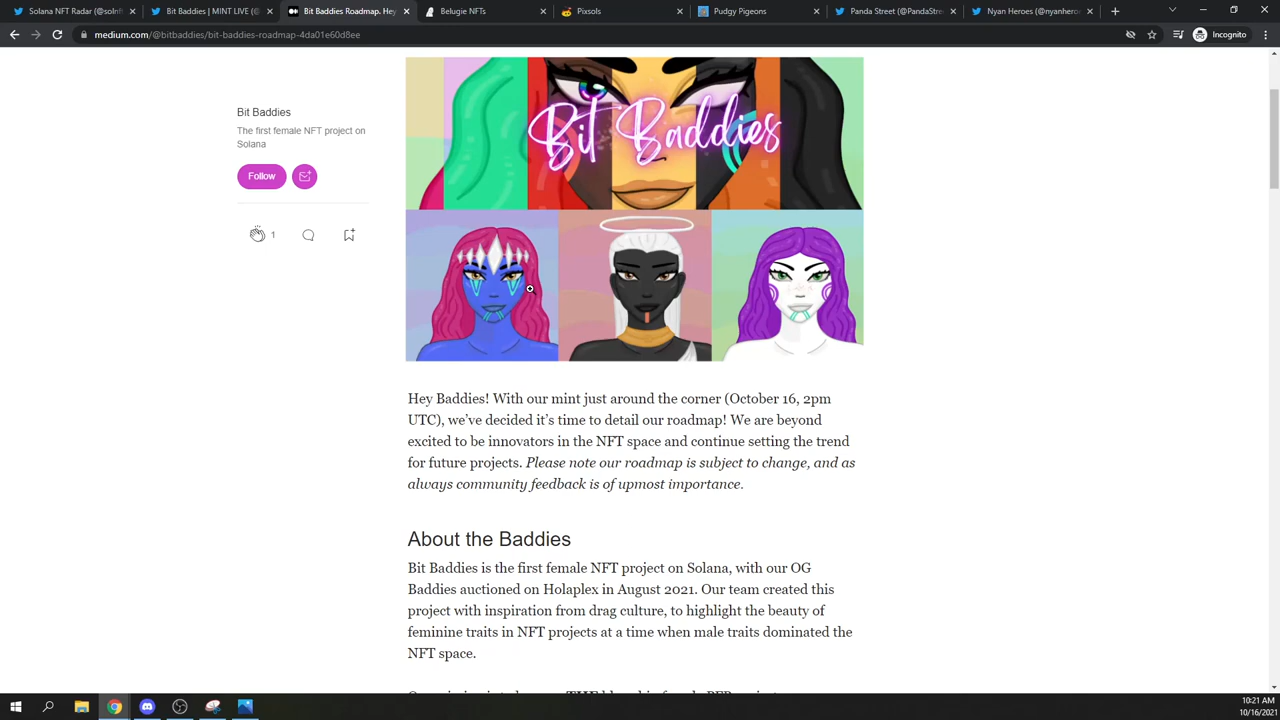 Solana NFT Radar (@solnft
Bit Baddies | MINT LIVE (@
Bit Baddies Roadmap. Hey
Belugie NFTs
Pixsols
Pudgy Pigeons
Panda Street (@PandaStre
Nyan Heroes (@nyanhero
medium.com/@bitbaddies/bit-baddies-roadmap-4da01e60d8ee
Incognito
Bit Baddies
Bit Baddies
The first female NFT project on
Solana
Follow
1
Hey Baddies! With our mint just around the corner (October 16, 2pm
UTC), we’ve decided it’s time to detail our roadmap! We are beyond
excited to be innovators in the NFT space and continue setting the trend
for future projects. Please note our roadmap is subject to change, and as
always community feedback is of upmost importance.
About the Baddies
Bit Baddies is the first female NFT project on Solana, with our OG
Baddies auctioned on Holaplex in August 2021. Our team created this
project with inspiration from drag culture, to highlight the beauty of
feminine traits in NFT projects at a time when male traits dominated the
NFT space.
10:21 AM
10/16/2021